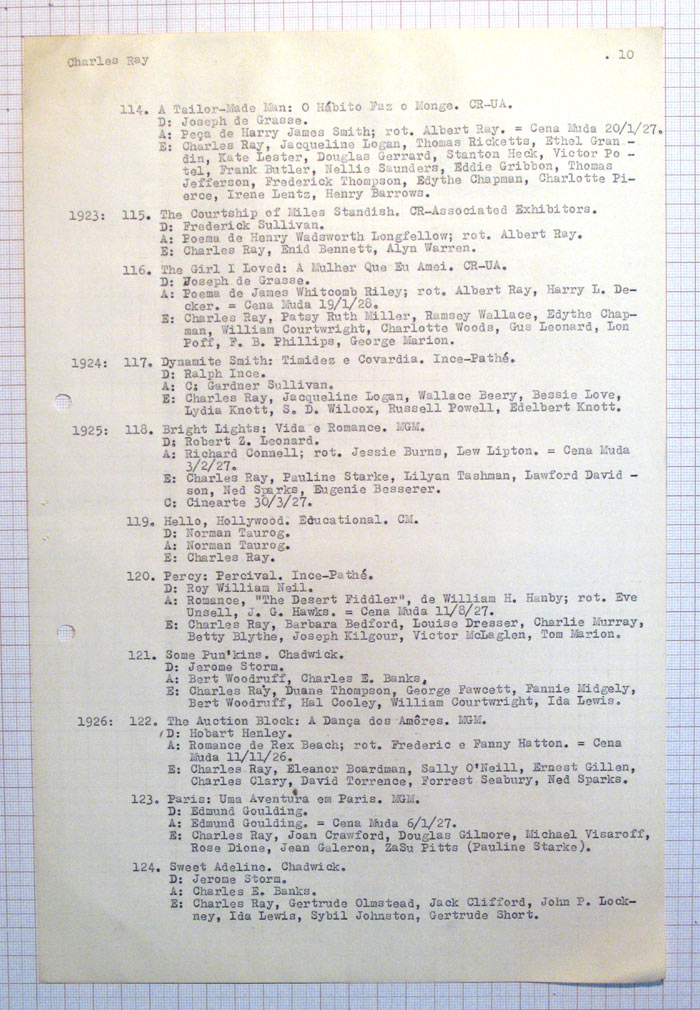 Charles Ray . 10
114. A Tailor-Made Man: O Hábito Faz o Monge. CR-UA.
D: Joseph de Grasse.
A: Peça de Harry James Smith; rot. Albert Ray. = Cena Muda 20/1/27.
E: Charles Ray, Jacqueline Logan, Thomas Ricketts, Ethel Gran -
din, Kate Lester, Douglas Gerrard, Stanton Heck, Victor Po -
tel, Frank Butler, Nellie Saunders, Eddie Gribbon, Thomas
Jefferson, Frederick Thompson, Edythe Chapman, Charlotte Pi-
erce, Irene Lentz, Henry Barrows.
1923: 115. The Courtship of Miles Standish. CR-Associated Exhibitors.
D: Frederick Sullivan.
A: Poema de Henry Wadsworth Longfellow; rot. Albert Ray.
E: Charles Ray, Enid Bennett, Alyn Warren.
116. The Girl I Loved: A Mulher Que Eu Amei. CR-UA.
D: Joseph de Grasse.
A: Poema de James Whitcomb Riley; rot. Albert Ray, Harry L. De-
cker. = Cena Muda 19/1/28.
E: Charles Ray, Patsy Ruth Miller, Ramsey Wallace, Edythe Chap-
man, William Courtwright, Charlotte Woods, Gus Leonard, Lon
Poff, F. B. Phillips, George Marion.
1924: 117. Dynamite Smith: Timidez e Covardia. Ince-Pathé.
D: Ralph Ince.
A: C; Gardner Sullivan.
E: Charles Ray, Jacqueline Logan, Wallace Beery, Bessie Love,
Lydia Knott, S. D. Wilcox, Russell Powell, Edelbert Knott.
1925: 118. Bright Lights: Vida e Romance. MGM.
D; Robert Z. Leonard.
A: Richard Connell; rot. Jessie Burns, Lew Lipton. = Cena Muda
3/2/27.
E: Charles Ray, Pauline Starke, Lilyan Tashman, Lawford David -
son, Ned Sparks, Eugenie Besserer.
C: Cinearte 30/3/27.
119. Hello, Hollywood. Educational. CM.
D: Norman Taurog.
A: Norman Taurog.
E: Charles Ray.
120. Percy: Percival. Ince-Pathé.
D: Roy William Neil.
A: Romance, "The Desert Fiddler", de William H. Hanby; rot. Eve
Unsell, J. G. Hawks. = Cena Muda 11/8/27.
E: Charles Ray, Barbara Bedford, Louise Dresser, Charlie Murray,
Betty Blythe, Joseph Kilgour, Victor McLaglen, Tom Marion.
121. Some Pun'kins. Chadwick.
D: Jerome Storm.
A: Bert Woodruff, Charles E. Banks,
E: Charles Ray, Duane Thompson, George Fawcett, Fannie Midgely,
Bert Woodruff, Hal Cooley, William Courtwright, Ida Lewis.
1926: 122. The Auction Block: A Dança dos Amôres. MGM.
D: Hobart Henley.
A: Romance de Rex Beach; rot. Frederic e Fanny Hatton. = Cena
Muda 11/11/26.
E: Charles Ray, Eleanor Boardman, Sally O'Neill, Ernest Gillen,
Charles Clary, David Torrence, Forrest Seabury, Ned Sparks.
123. Paris: Uma Aventura em Paris. MGM.
D: Edmund Goulding.
A: Edmund Goulding. = Cena Muda 6/1/27.
E: Charles Ray, Joan Crawford, Douglas Gilmore, Michael Visaroff,
Rose Dione, Jean Galeron, ZaSu Pitts (Pauline Starke).
124. Sweet Adeline. Chadwick.
D: Jerome Storm.
A: Charles E. Banks.
E: Charles Ray, Gertrude Olmstead, Jack Clifford, John P. Lock-
ney, Ida Lewis, Sybil Johnston, Gertrude Short.